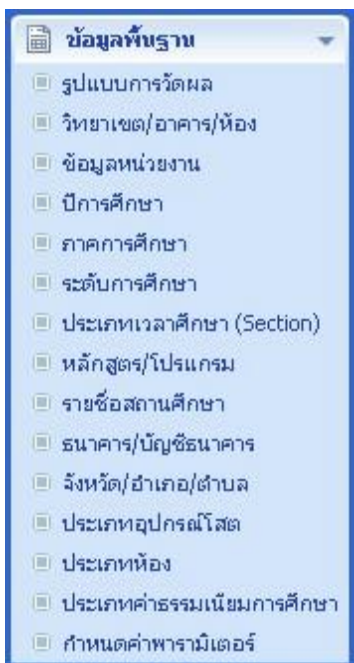 ข้อมูลพื้นฐาน
รูปแบบการวัดผล
วิทยาเขต/อาคาร/ห้อง
ข้อมูลหน่วยงาน
ปีการศึกษา
ภาคการศึกษา
ระดับการศึกษา
ประเภทเวลาศึกษา (Section)
หลักสูตร/โปรแกรม
รายชื่อสถานศึกษา
ธนาคาร/บัญชีธนาคาร
จังหวัด/อำเภอ/ตำบล
ประเภทอุปกรณ์โสต
ประเภทห้อง
ประเภทค่าธรรมเนียมการศึกษา
กำหนดค่าพารามิเตอร์